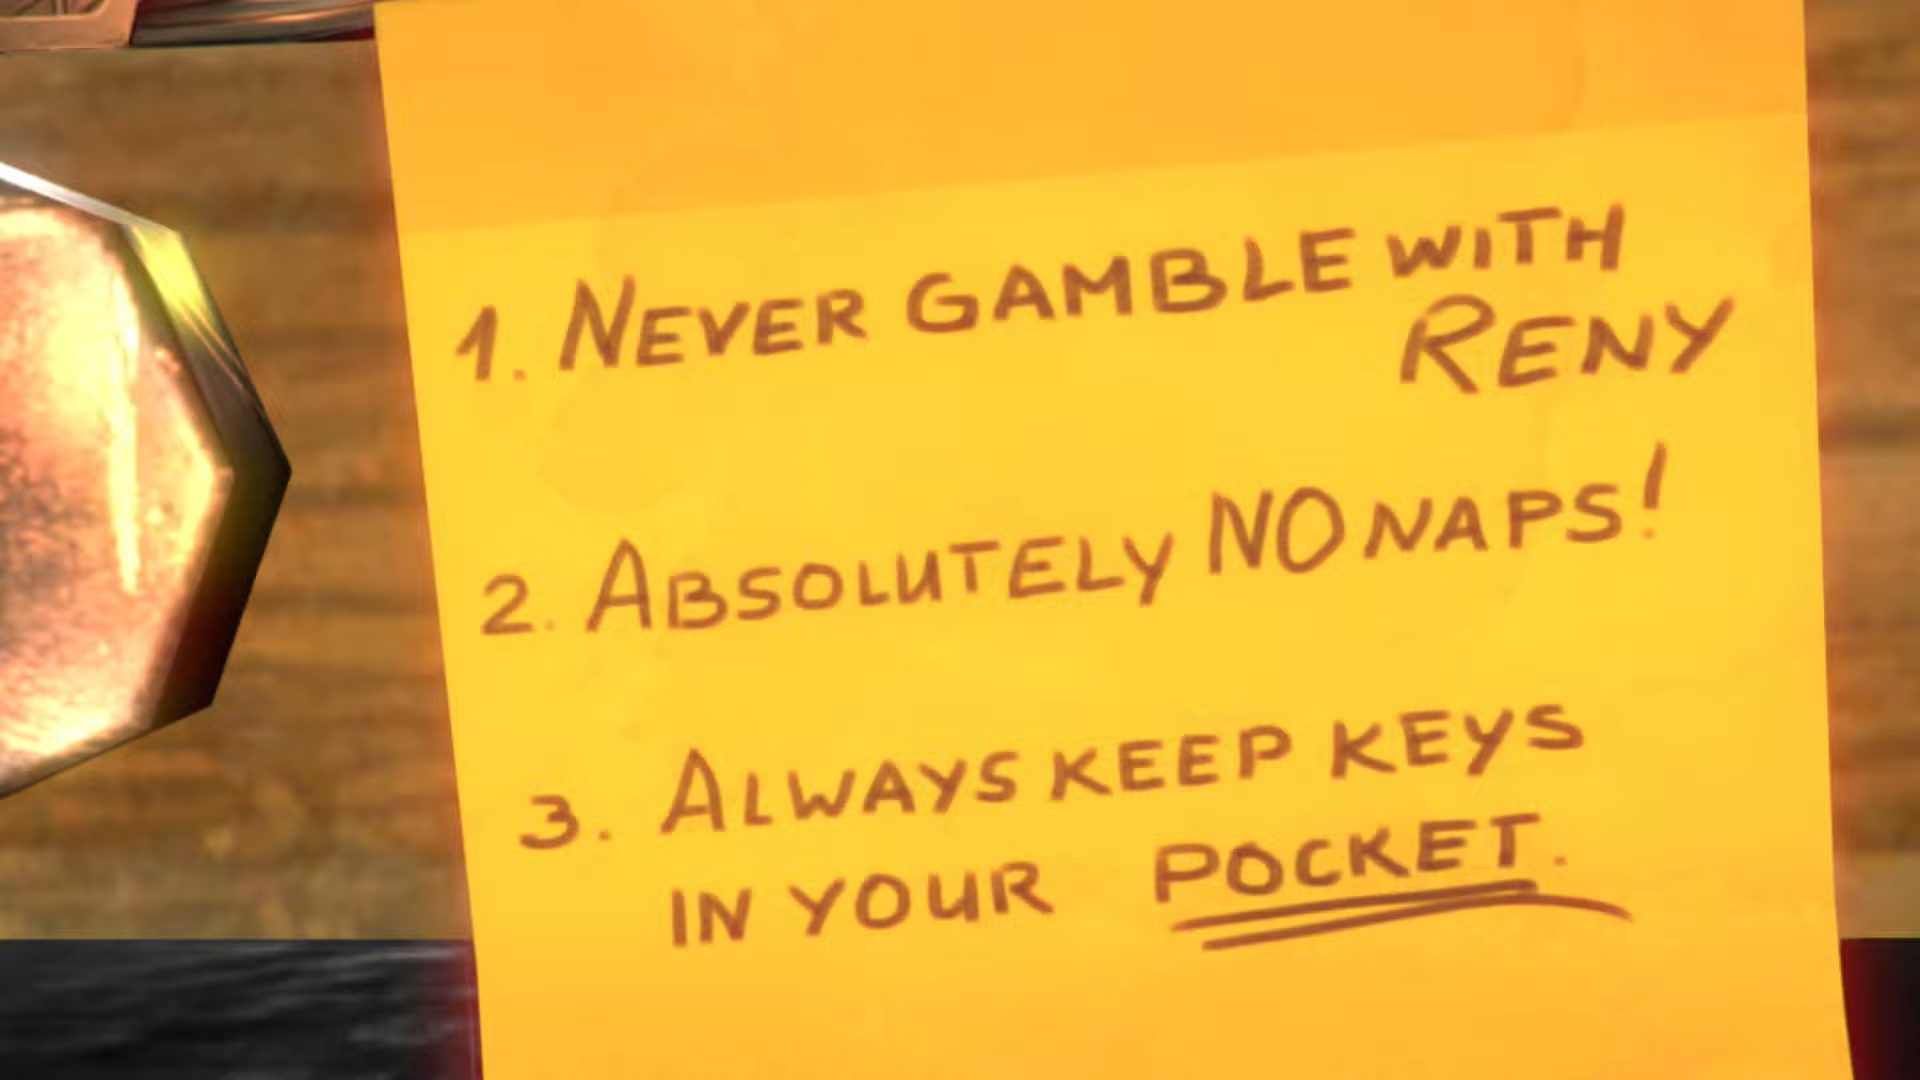 1. NEVER GAMBLE WITH
RENY
2. ABSOLUTELY NO NAPS!
3. ALWAYS KEEP KEYS
IN YOUR POCKET.